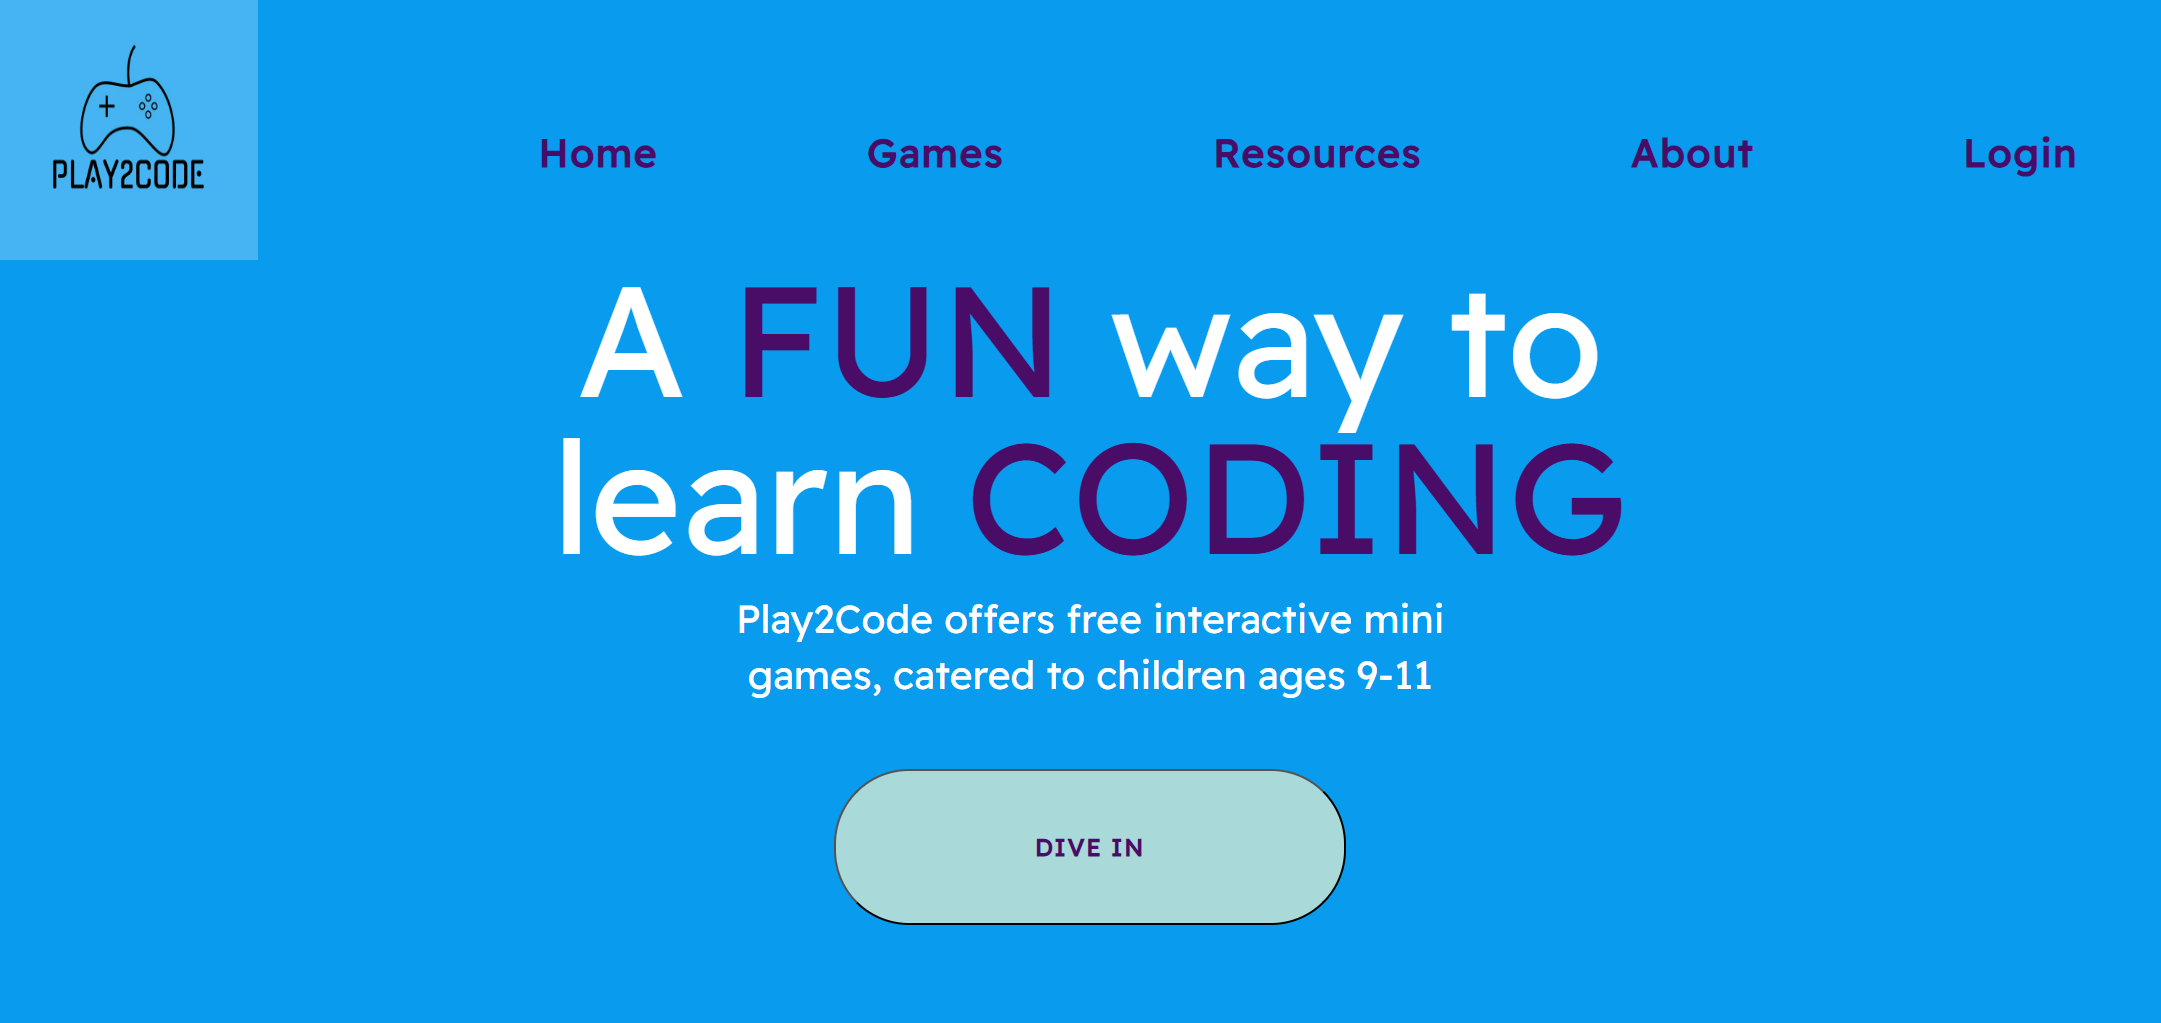 PLAY2CODE
Home Games Resources About Login
A FUN way to
learn CODING
Play2Code offers free interactive mini
games, catered to children ages 9-11
DIVE IN